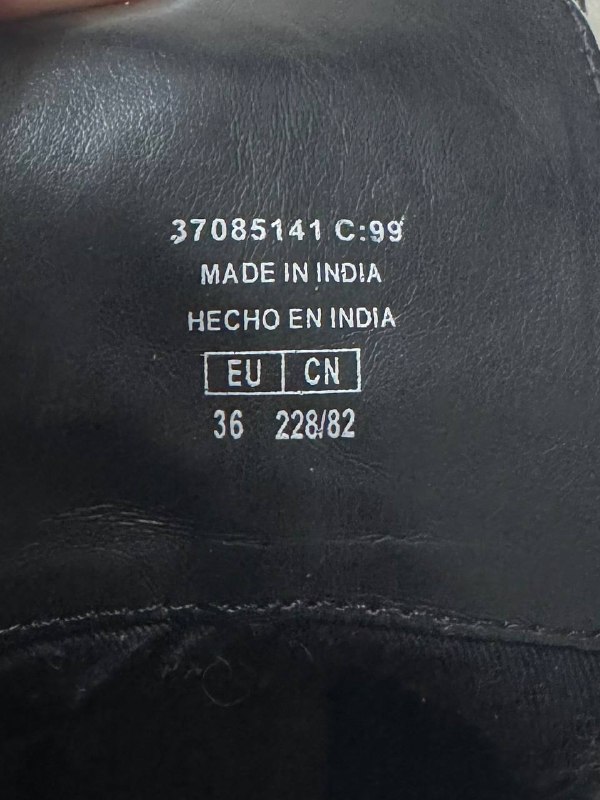 37085141 C:99
MADE IN INDIA
HECHO EN INDIA
EU CN
36 228/82